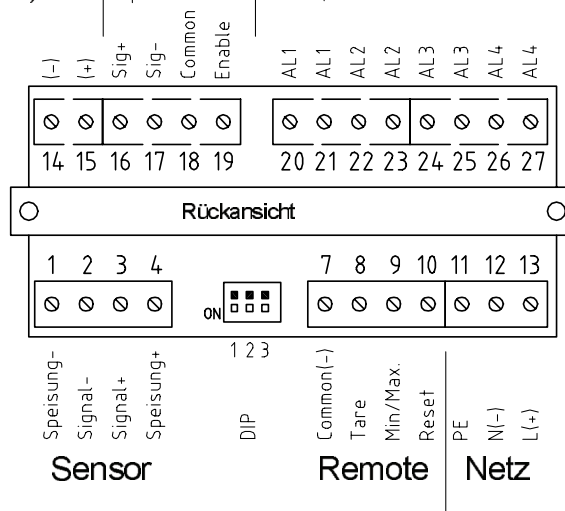 (-) (+) Sig+ Sig- Common Enable AL1 AL1 AL2 AL2 AL3 AL3 AL4 AL4
14 15 16 17 18 19 20 21 22 23 24 25 26 27
Rückansicht
1 2 3 4 7 8 9 10 11 12 13
ON
1 2 3
Speisung- Signal- Signal+ Speisung+ DIP Common(-) Tare Min/Max. Reset PE N(-) L(+)
Sensor Remote Netz